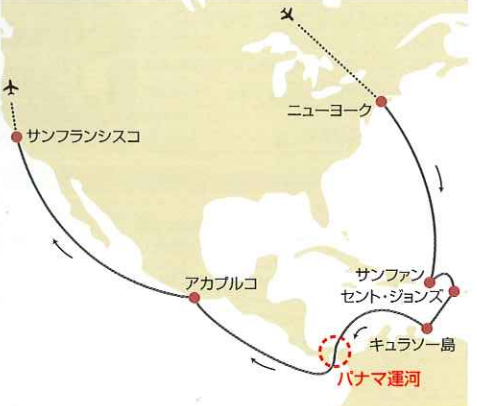 ニューヨーク
サンフランシスコ
サンファン
セント・ジョンズ
アカプルコ
キュラソー島
パナマ運河